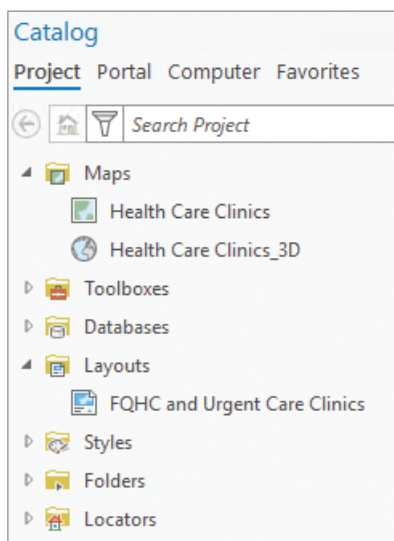 Catalog
Project Portal Computer Favorites
Search Project
Maps
Health Care Clinics
Health Care Clinics_3D
Toolboxes
Databases
Layouts
FQHC and Urgent Care Clinics
Styles
Folders
Locators